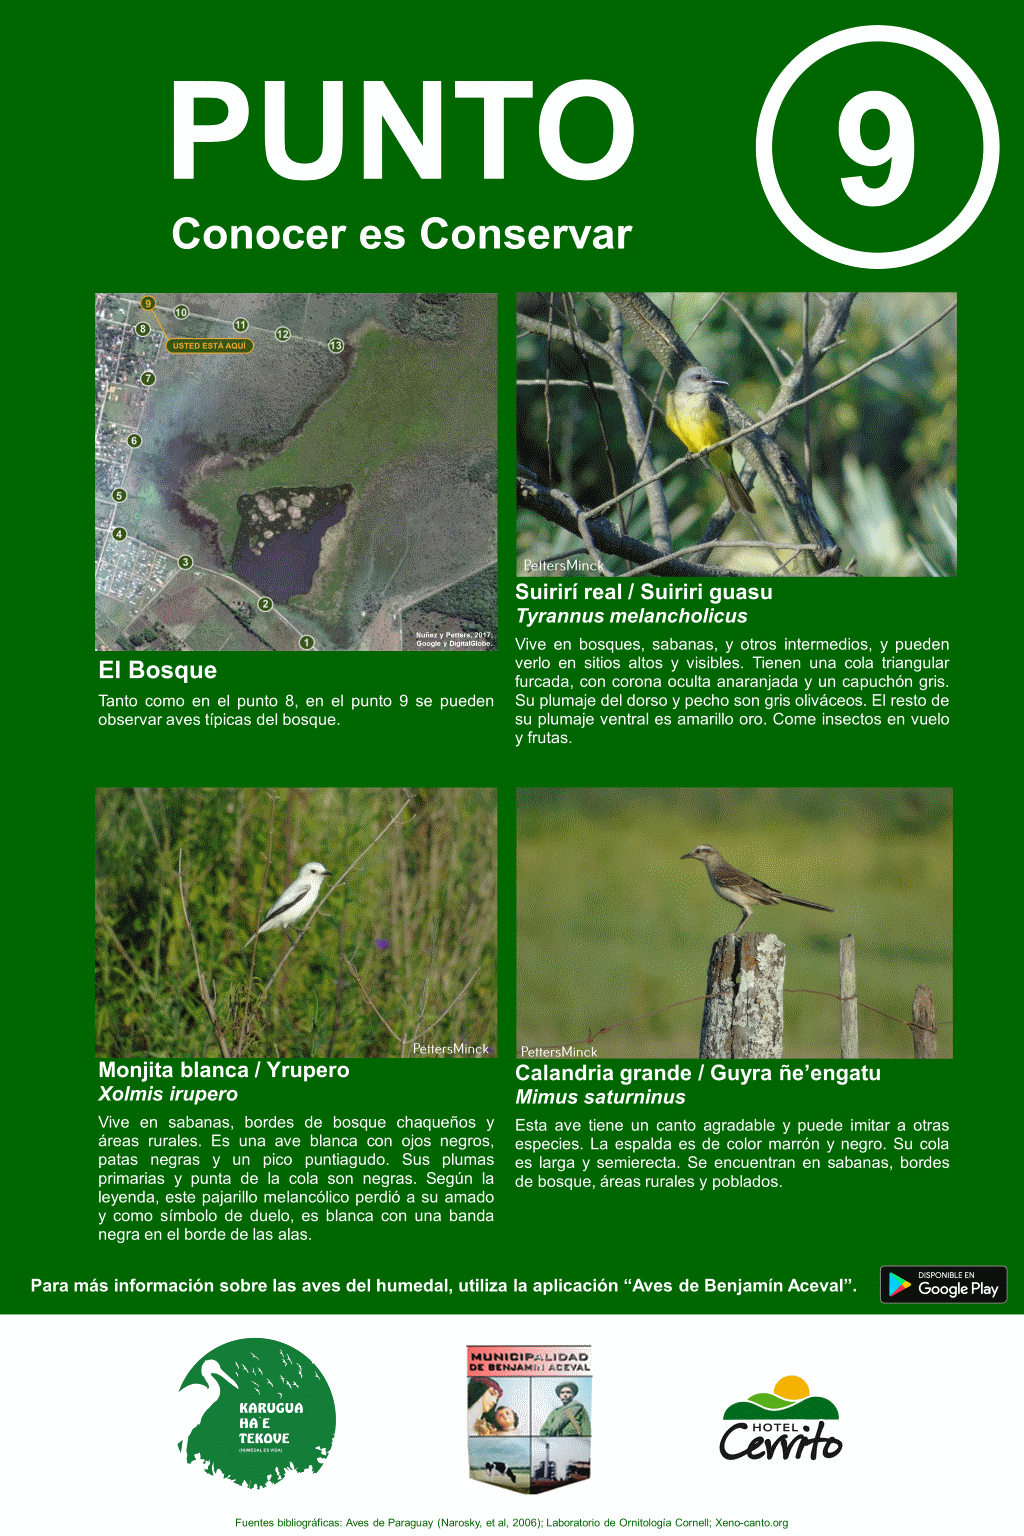 PUNTO
9
Conocer es Conservar
9
10
11
12
13
8
USTED ESTÁ AQUÍ
7
6
5
4
3
2
1
Nuñez y Petters, 2017;
Google y DigitalGlobe.
El Bosque
Tanto como en el punto 8, en el punto 9 se pueden
observar aves típicas del bosque.
PettersMinck
Suirirí real / Suiriri guasu
Tyrannus melancholicus
Vive en bosques, sabanas, y otros intermedios, y pueden
verlo en sitios altos y visibles. Tienen una cola triangular
furcada, con corona oculta anaranjada y un capuchón gris.
Su plumaje del dorso y pecho son gris oliváceos. El resto de
su plumaje ventral es amarillo oro. Come insectos en vuelo
y frutas.
PettersMinck
Monjita blanca / Yrupero
Xolmis irupero
Vive en sabanas, bordes de bosque chaqueños y
áreas rurales. Es una ave blanca con ojos negros,
patas negras y un pico puntiagudo. Sus plumas
primarias y punta de la cola son negras. Según la
leyenda, este pajarillo melancólico perdió a su amado
y como símbolo de duelo, es blanca con una banda
negra en el borde de las alas.
PettersMinck
Calandria grande / Guyra ñe’engatu
Mimus saturninus
Esta ave tiene un canto agradable y puede imitar a otras
especies. La espalda es de color marrón y negro. Su cola
es larga y semierecta. Se encuentran en sabanas, bordes
de bosque, áreas rurales y poblados.
Para más información sobre las aves del humedal, utiliza la aplicación “Aves de Benjamín Aceval”.
DISPONIBLE EN
Google Play
KARUGUA
HA'E
TEKOVE
(HUMEDAL ES VIDA)
MUNICIPALIDAD
DE BENJAMIN ACEVAL
HOTEL
Cerrito
Fuentes bibliográficas: Aves de Paraguay (Narosky, et al, 2006); Laboratorio de Ornitología Cornell; Xeno-canto.org